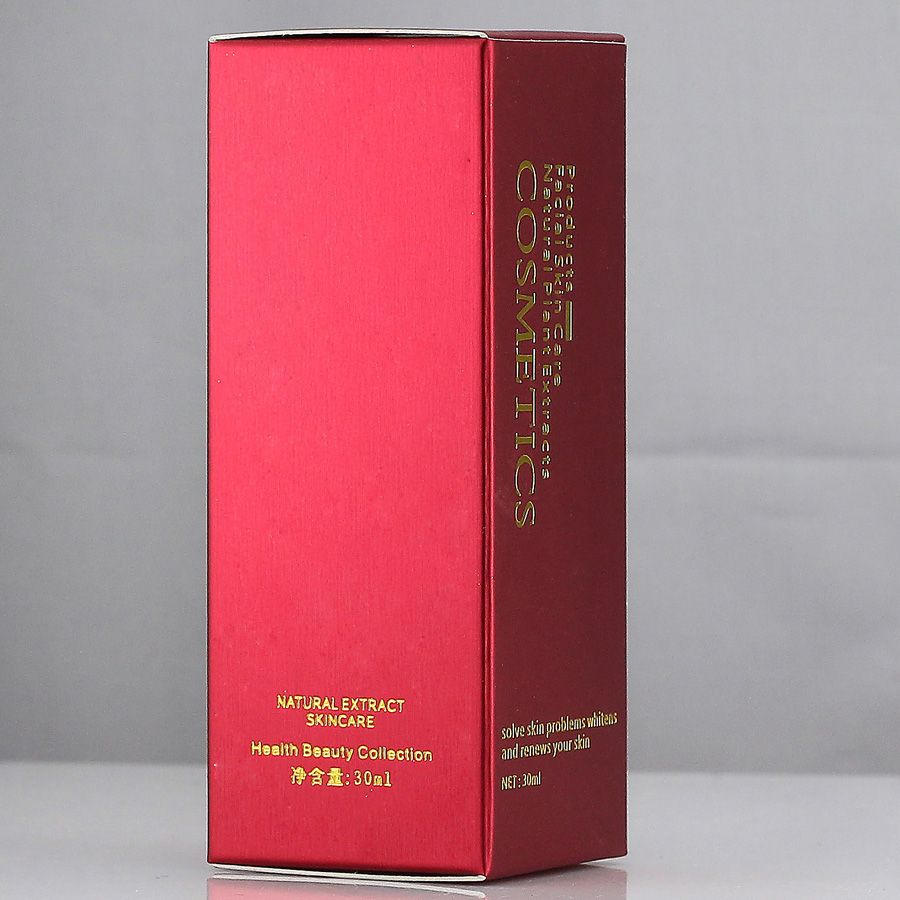 NATURAL EXTRACT
SKINCARE
Health Beauty Collection
净含量:30ml
Products
Facial Skin Care
Natural Plant Extracts
COSMETICS
solve skin problems whitens
and renews your skin
NET : 30ml